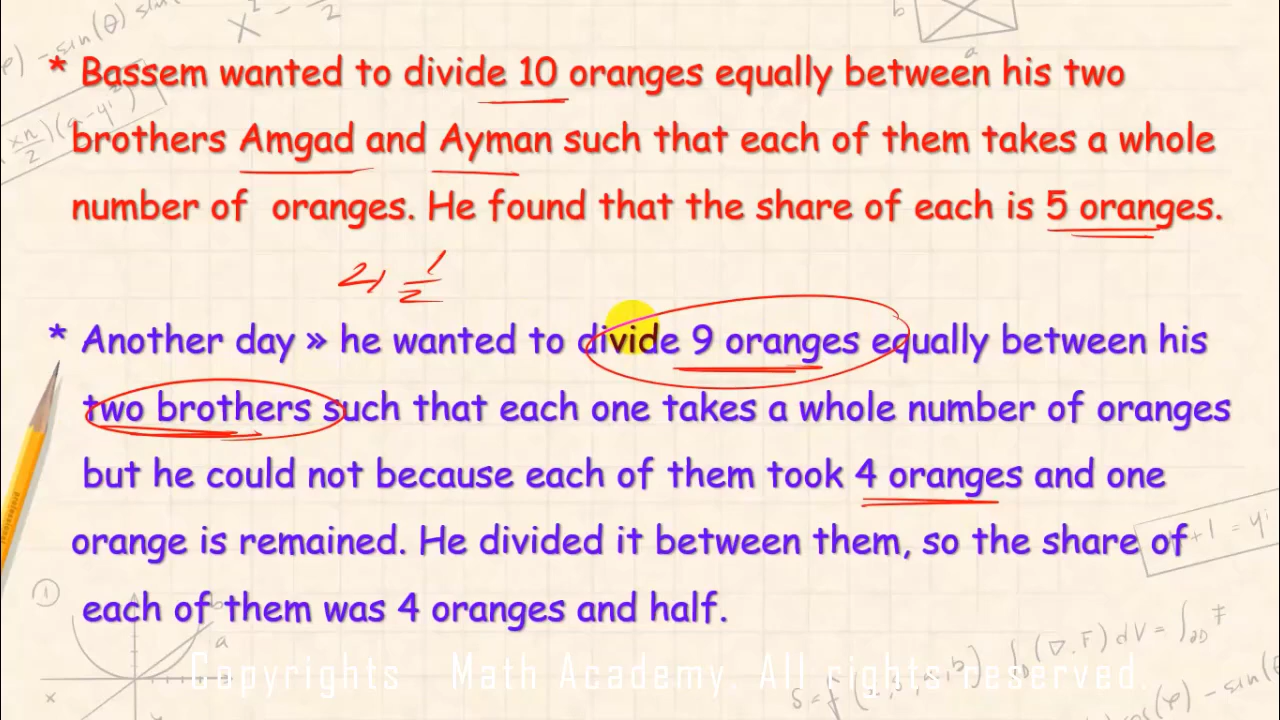 * Bassem wanted to divide 10 oranges equally between his two
brothers Amgad and Ayman such that each of them takes a whole
number of oranges. He found that the share of each is 5 oranges.
4 1/2
* Another day » he wanted to divide 9 oranges equally between his
two brothers such that each one takes a whole number of oranges
but he could not because each of them took 4 oranges and one
orange is remained. He divided it between them, so the share of
each of them was 4 oranges and half.
Copyrights Math Academy. All rights reserved.